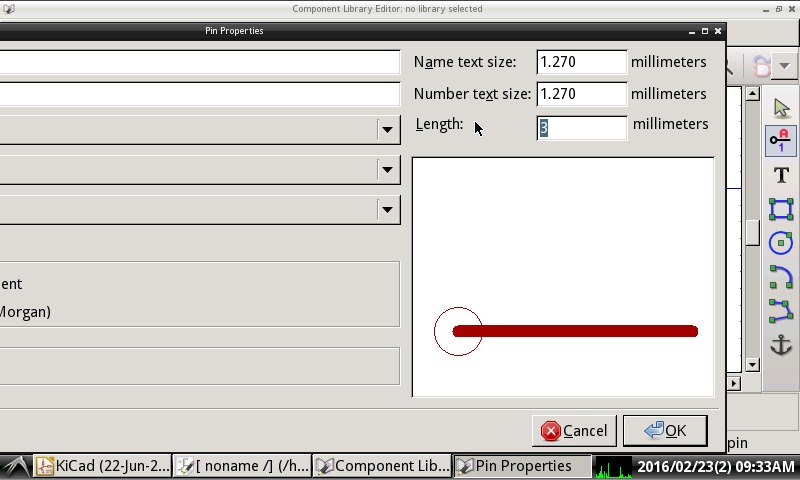 Component Library Editor: no library selected
Pin Properties
Name text size: 1.270 millimeters
Number text size: 1.270 millimeters
Length: 3 millimeters
A
1
T
ent
Morgan)
Cancel OK
pin
KiCad (22-Jun-2... [ noname /] (/h... Component Lib... Pin Properties 2016/02/23(2) 09:33AM